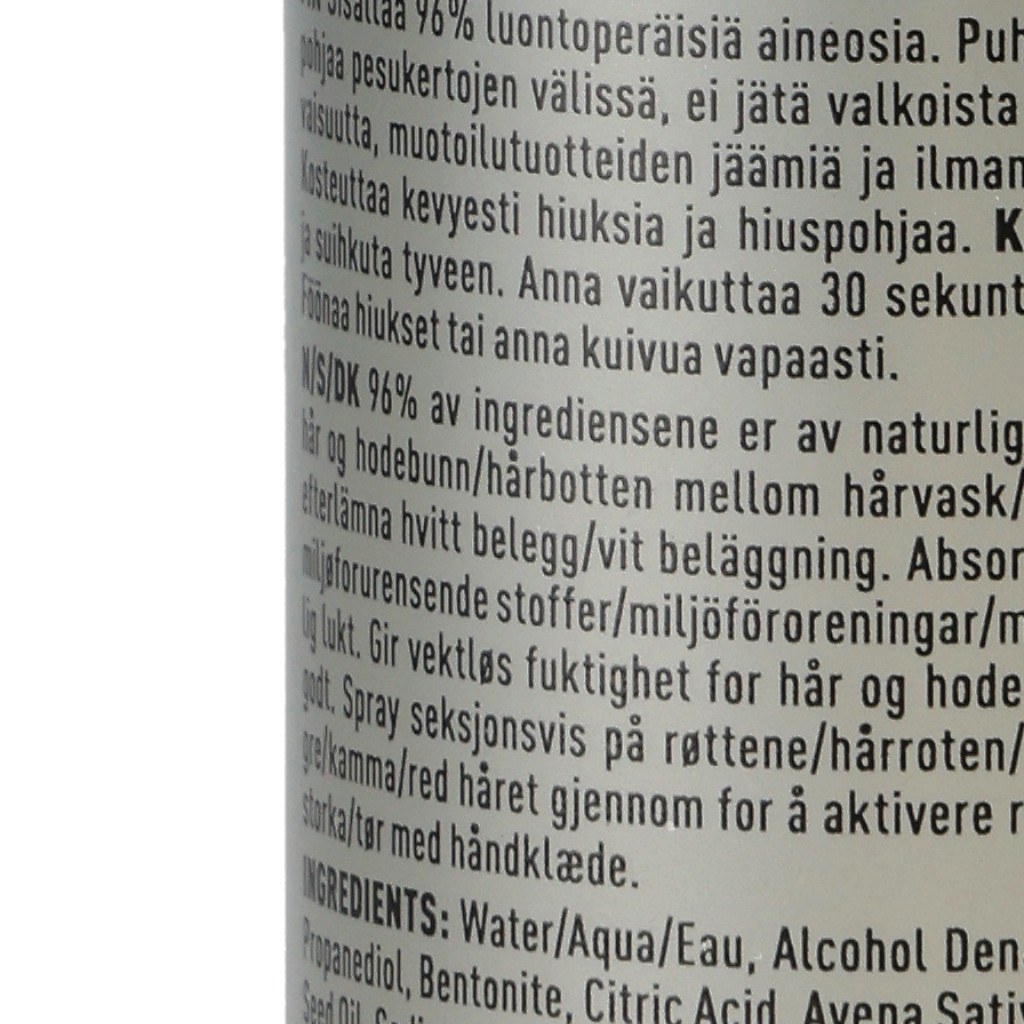 FIN Sisältää 96% luontoperäisiä aineosia. Puh
pohjaa pesukertojen välissä, ei jätä valkoista
vaisuutta, muotoilutuotteiden jäämiä ja ilman
Kosteuttaa kevyesti hiuksia ja hiuspohjaa. K
ja suihkuta tyveen. Anna vaikuttaa 30 sekunt
Föönaa hiukset tai anna kuivua vapaasti.
N/S/DK 96% av ingrediensene er av naturlig
hår og hodebunn/hårbotten mellom hårvask/
efterlämna hvitt belegg/vit beläggning. Absor
miljøforurensende stoffer/miljöföroreningar/m
lig lukt. Gir vektløs fuktighet for hår og hode
godt. Spray seksjonsvis på røttene/hårroten/
gre/kamma/red håret gjennom for å aktivere r
storka/tør med håndklæde.
INGREDIENTS: Water/Aqua/Eau, Alcohol Den
Propanediol, Bentonite, Citric Acid, Avena Sativ
Seed Oil,